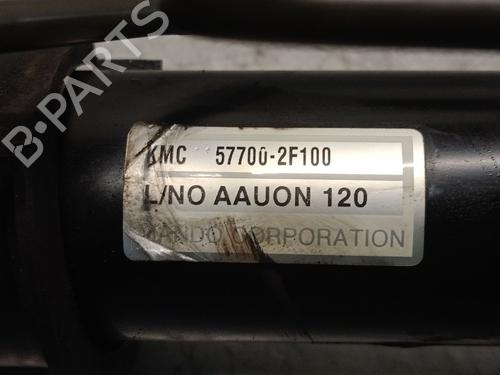 B-PARTS
KMC 57700-2F100
L/NO AAUON 120
MANDO CORPORATION